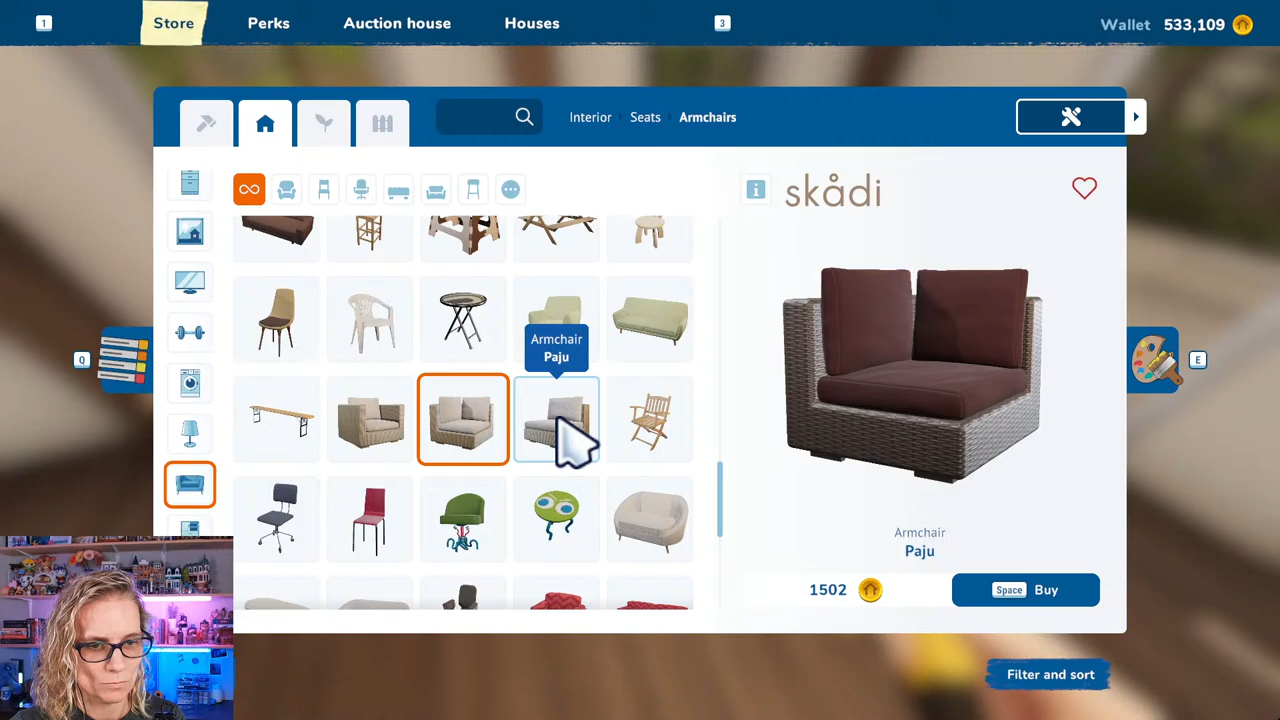 1
Store
Perks
Auction house
Houses
3
Wallet 533,109
Interior
Seats
Armchairs
i
skådi
Armchair
Paju
Q
E
Armchair
Paju
1502
Space Buy
Filter and sort